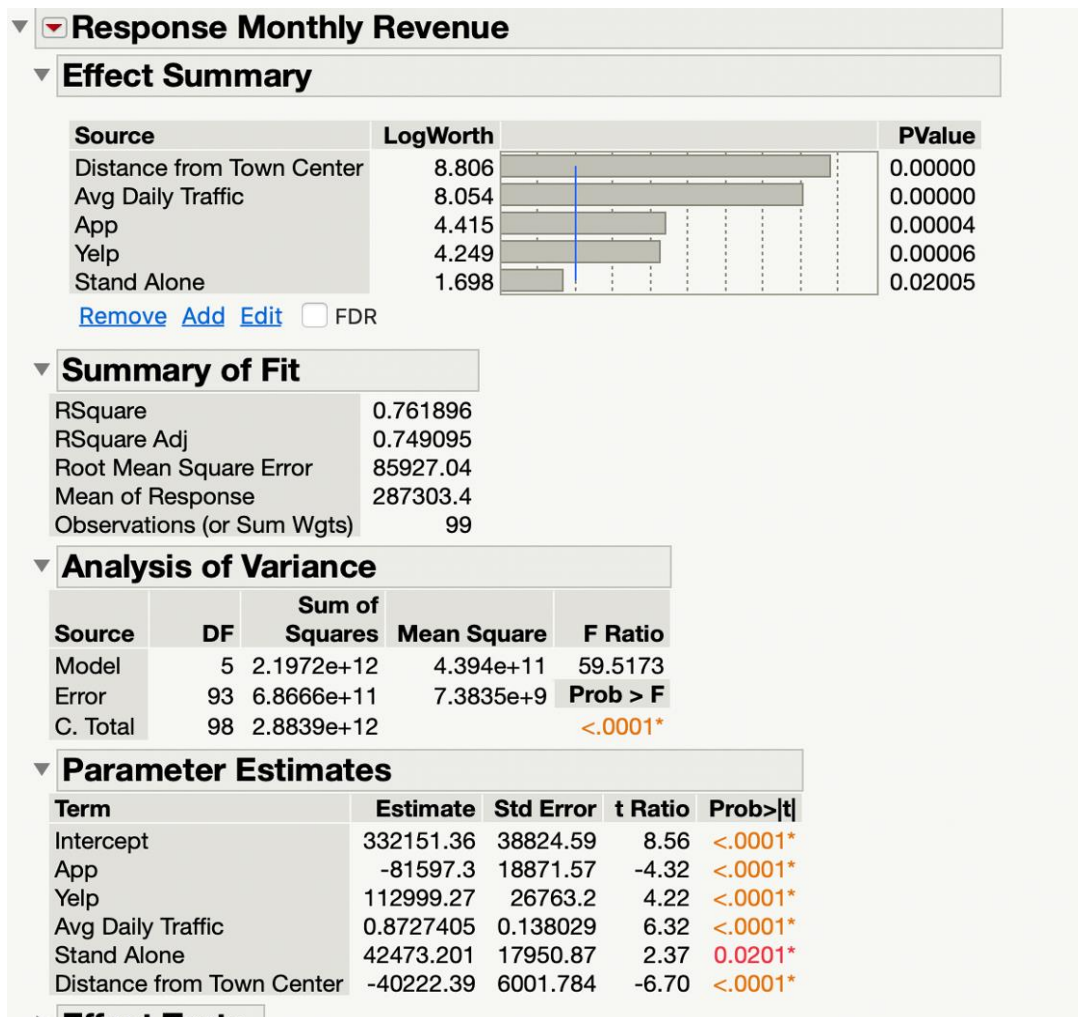 Response Monthly Revenue
Effect Summary
Source LogWorth PValue
Distance from Town Center 8.806 0.00000
Avg Daily Traffic 8.054 0.00000
App 4.415 0.00004
Yelp 4.249 0.00006
Stand Alone 1.698 0.02005
Remove Add Edit FDR
Summary of Fit
RSquare 0.761896
RSquare Adj 0.749095
Root Mean Square Error 85927.04
Mean of Response 287303.4
Observations (or Sum Wgts) 99
Analysis of Variance
Sum of
Source DF Squares Mean Square F Ratio
Model 5 2.1972e+12 4.394e+11 59.5173
Error 93 6.8666e+11 7.3835e+9 Prob > F
C. Total 98 2.8839e+12 <.0001*
Parameter Estimates
Term Estimate Std Error t Ratio Prob>|t|
Intercept 332151.36 38824.59 8.56 <.0001*
App -81597.3 18871.57 -4.32 <.0001*
Yelp 112999.27 26763.2 4.22 <.0001*
Avg Daily Traffic 0.8727405 0.138029 6.32 <.0001*
Stand Alone 42473.201 17950.87 2.37 0.0201*
Distance from Town Center -40222.39 6001.784 -6.70 <.0001*